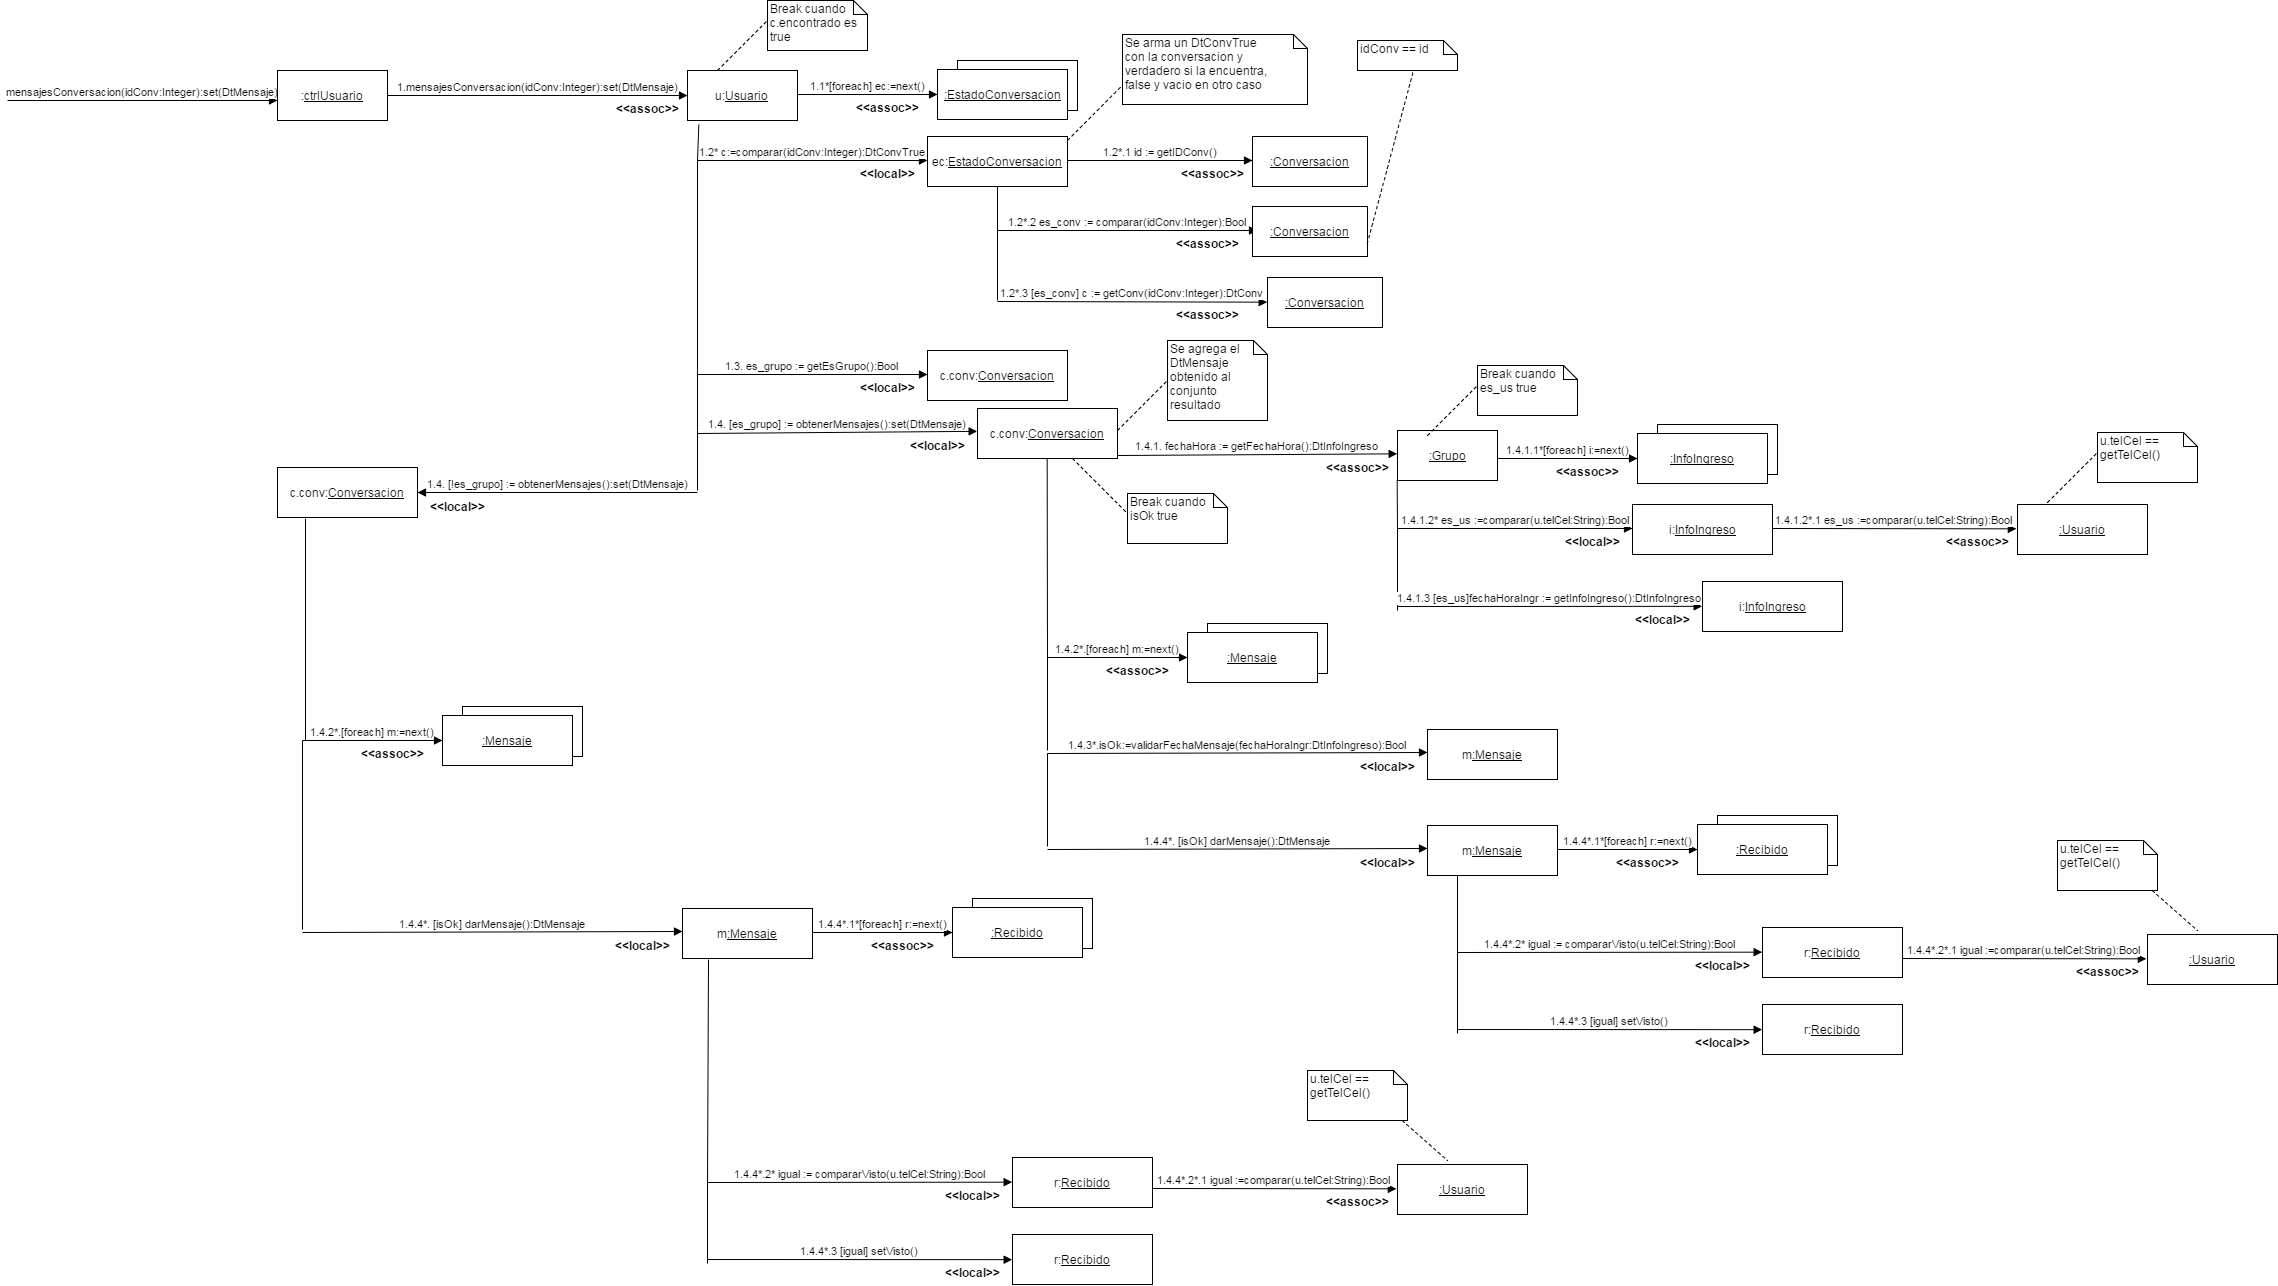 Break cuando
c.encontrado es
true
mensajesConversacion(idConv:Integer):set(DtMensaje)
:ctrlUsuario
1.mensajesConversacion(idConv:Integer):set(DtMensaje)
<<assoc>>
u:Usuario
1.1*[foreach] ec:=next()
<<assoc>>
:EstadoConversacion
Se arma un DtConvTrue
con la conversacion y
verdadero si la encuentra,
false y vacio en otro caso
idConv == id
1.2* c:=comparar(idConv:Integer):DtConvTrue
<<local>>
ec:EstadoConversacion
1.2*.1 id := getIDConv()
<<assoc>>
:Conversacion
1.2*.2 es_conv := comparar(idConv:Integer):Bool
<<assoc>>
:Conversacion
1.2*.3 [es_conv] c := getConv(idConv:Integer):DtConv
<<assoc>>
:Conversacion
1.3. es_grupo := getEsGrupo():Bool
<<local>>
c.conv:Conversacion
Se agrega el
DtMensaje
obtenido al
conjunto
resultado
Break cuando
es_us true
1.4. [es_grupo] := obtenerMensajes():set(DtMensaje)
<<local>>
c.conv:Conversacion
1.4.1. fechaHora := getFechaHora():DtInfoIngreso
<<assoc>>
:Grupo
1.4.1.1*[foreach] i:=next()
<<assoc>>
:InfoIngreso
u.telCel ==
getTelCel()
c.conv:Conversacion
1.4. [!es_grupo] := obtenerMensajes():set(DtMensaje)
<<local>>
Break cuando
isOk true
1.4.1.2* es_us :=comparar(u.telCel:String):Bool
<<local>>
i:InfoIngreso
1.4.1.2*.1 es_us :=comparar(u.telCel:String):Bool
<<assoc>>
:Usuario
1.4.1.3 [es_us]fechaHoraIngr := getInfoIngreso():DtInfoIngreso
<<local>>
i:InfoIngreso
1.4.2*.[foreach] m:=next()
<<assoc>>
:Mensaje
1.4.2*.[foreach] m:=next()
<<assoc>>
:Mensaje
1.4.3*.isOk:=validarFechaMensaje(fechaHoraIngr:DtInfoIngreso):Bool
<<local>>
m:Mensaje
1.4.4*. [isOk] darMensaje():DtMensaje
<<local>>
m:Mensaje
1.4.4*.1*[foreach] r:=next()
<<assoc>>
:Recibido
u.telCel ==
getTelCel()
1.4.4*. [isOk] darMensaje():DtMensaje
<<local>>
m:Mensaje
1.4.4*.1*[foreach] r:=next()
<<assoc>>
:Recibido
1.4.4*.2* igual := compararVisto(u.telCel:String):Bool
<<local>>
r:Recibido
1.4.4*.2*.1 igual :=comparar(u.telCel:String):Bool
<<assoc>>
:Usuario
1.4.4*.3 [igual] setVisto()
<<local>>
r:Recibido
u.telCel ==
getTelCel()
1.4.4*.2* igual := compararVisto(u.telCel:String):Bool
<<local>>
r:Recibido
1.4.4*.2*.1 igual :=comparar(u.telCel:String):Bool
<<assoc>>
:Usuario
1.4.4*.3 [igual] setVisto()
<<local>>
r:Recibido